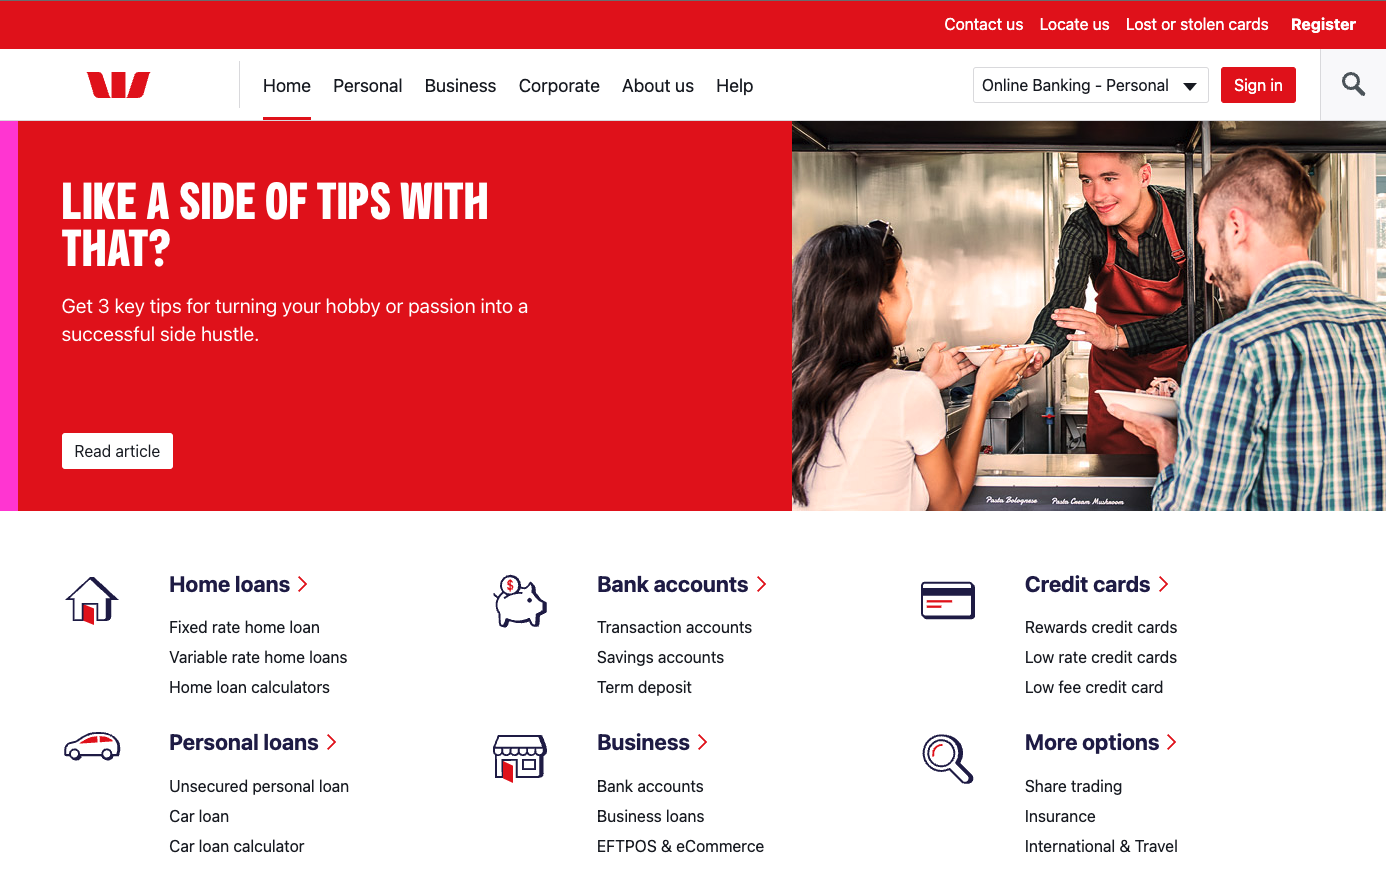 Contact us Locate us Lost or stolen cards Register
Home Personal Business Corporate About us Help Online Banking - Personal Sign in
LIKE A SIDE OF TIPS WITH
THAT?
Get 3 key tips for turning your hobby or passion into a
successful side hustle.
Read article
Pasta Bolognese Pasta Cream Mushroom
Home loans
Fixed rate home loan
Variable rate home loans
Home loan calculators
Bank accounts
Transaction accounts
Savings accounts
Term deposit
Credit cards
Rewards credit cards
Low rate credit cards
Low fee credit card
Personal loans
Unsecured personal loan
Car loan
Car loan calculator
Business
Bank accounts
Business loans
EFTPOS & eCommerce
More options
Share trading
Insurance
International & Travel